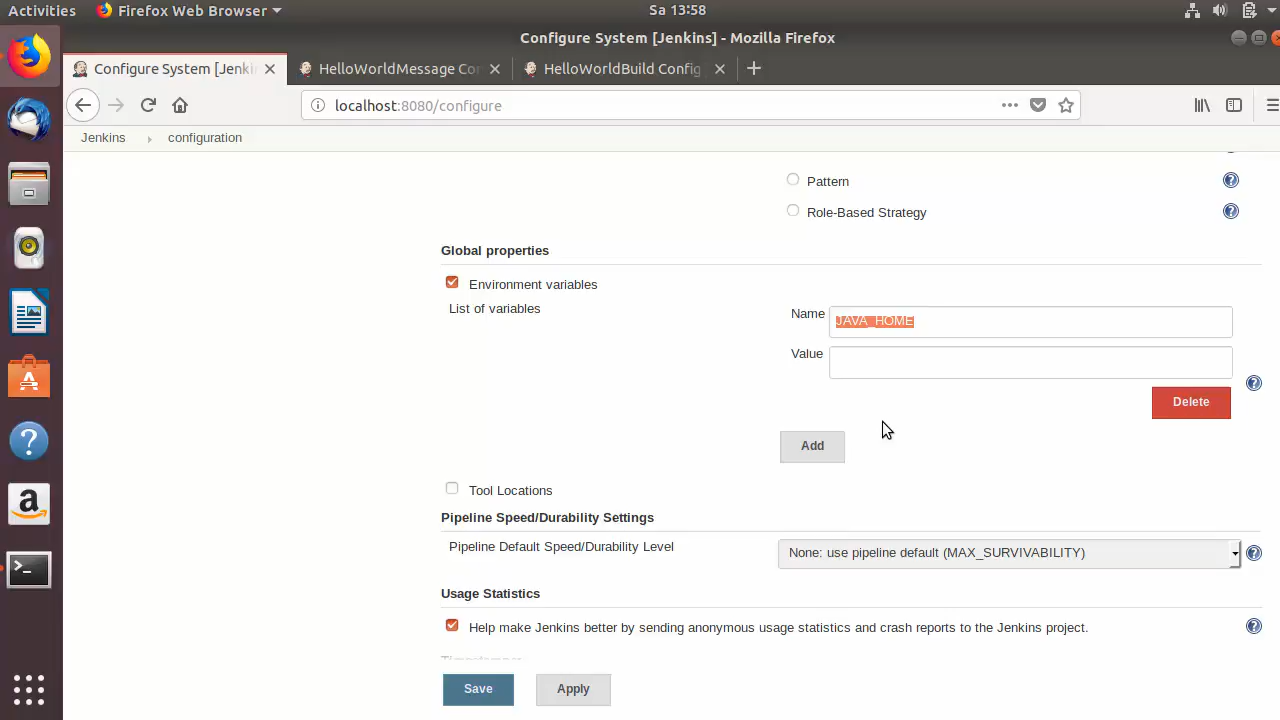 Activities
Firefox Web Browser
Sa 13:58
Configure System [Jenkins] - Mozilla Firefox
Configure System [Jenki
HelloWorldMessage Co
HelloWorldBuild Config
localhost:8080/configure
Jenkins
configuration
Pattern
Role-Based Strategy
Global properties
Environment variables
List of variables
Name
JAVA_HOME
Value
Delete
Add
Tool Locations
Pipeline Speed/Durability Settings
Pipeline Default Speed/Durability Level
None: use pipeline default (MAX_SURVIVABILITY)
Usage Statistics
Help make Jenkins better by sending anonymous usage statistics and crash reports to the Jenkins project.
Save
Apply